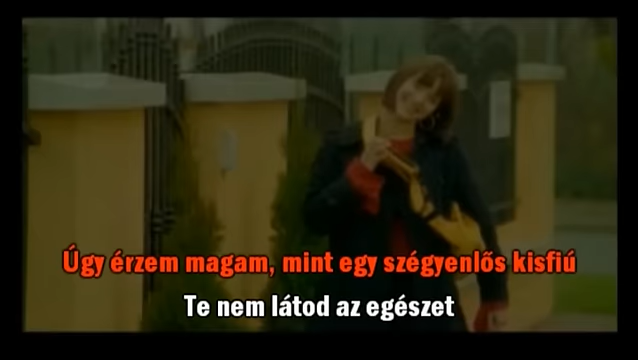 Úgy érzem magam, mint egy szégyenlős kisfiú
Te nem látod az egészet